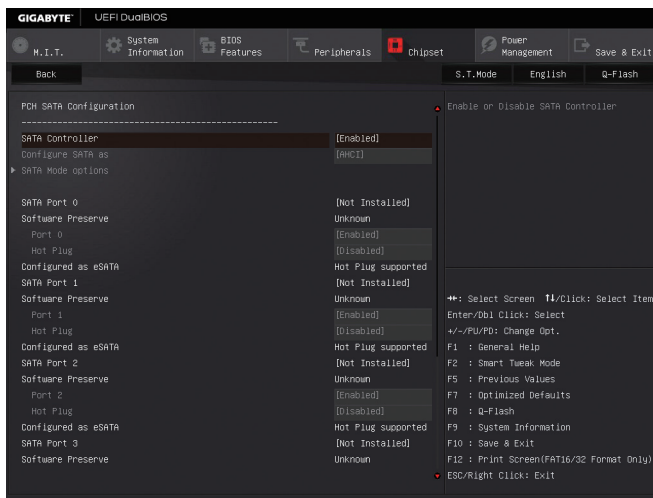 GIGABYTE™ UEFI DualBIOS
M.I.T. System Information BIOS Features Peripherals Chipset Power Management Save & Exit
Back S.T.Mode English Q-Flash
PCH SATA Configuration
--------------------------------------------------
SATA Controller [Enabled]
Configure SATA as [AHCI]
SATA Mode options
SATA Port 0 [Not Installed]
Software Preserve Unknown
Port 0 [Enabled]
Hot Plug [Disabled]
Configured as eSATA Hot Plug supported
SATA Port 1 [Not Installed]
Software Preserve Unknown
Port 1 [Enabled]
Hot Plug [Disabled]
Configured as eSATA Hot Plug supported
SATA Port 2 [Not Installed]
Software Preserve Unknown
Port 2 [Enabled]
Hot Plug [Disabled]
Configured as eSATA Hot Plug supported
SATA Port 3 [Not Installed]
Software Preserve Unknown
Enable or Disable SATA Controller
→←: Select Screen ↑↓/Click: Select Item
Enter/Dbl Click: Select
+/-/PU/PD: Change Opt.
F1 : General Help
F2 : Smart Tweak Mode
F5 : Previous Values
F7 : Optimized Defaults
F8 : Q-Flash
F9 : System Information
F10 : Save & Exit
F12 : Print Screen(FAT16/32 Format Only)
ESC/Right Click: Exit